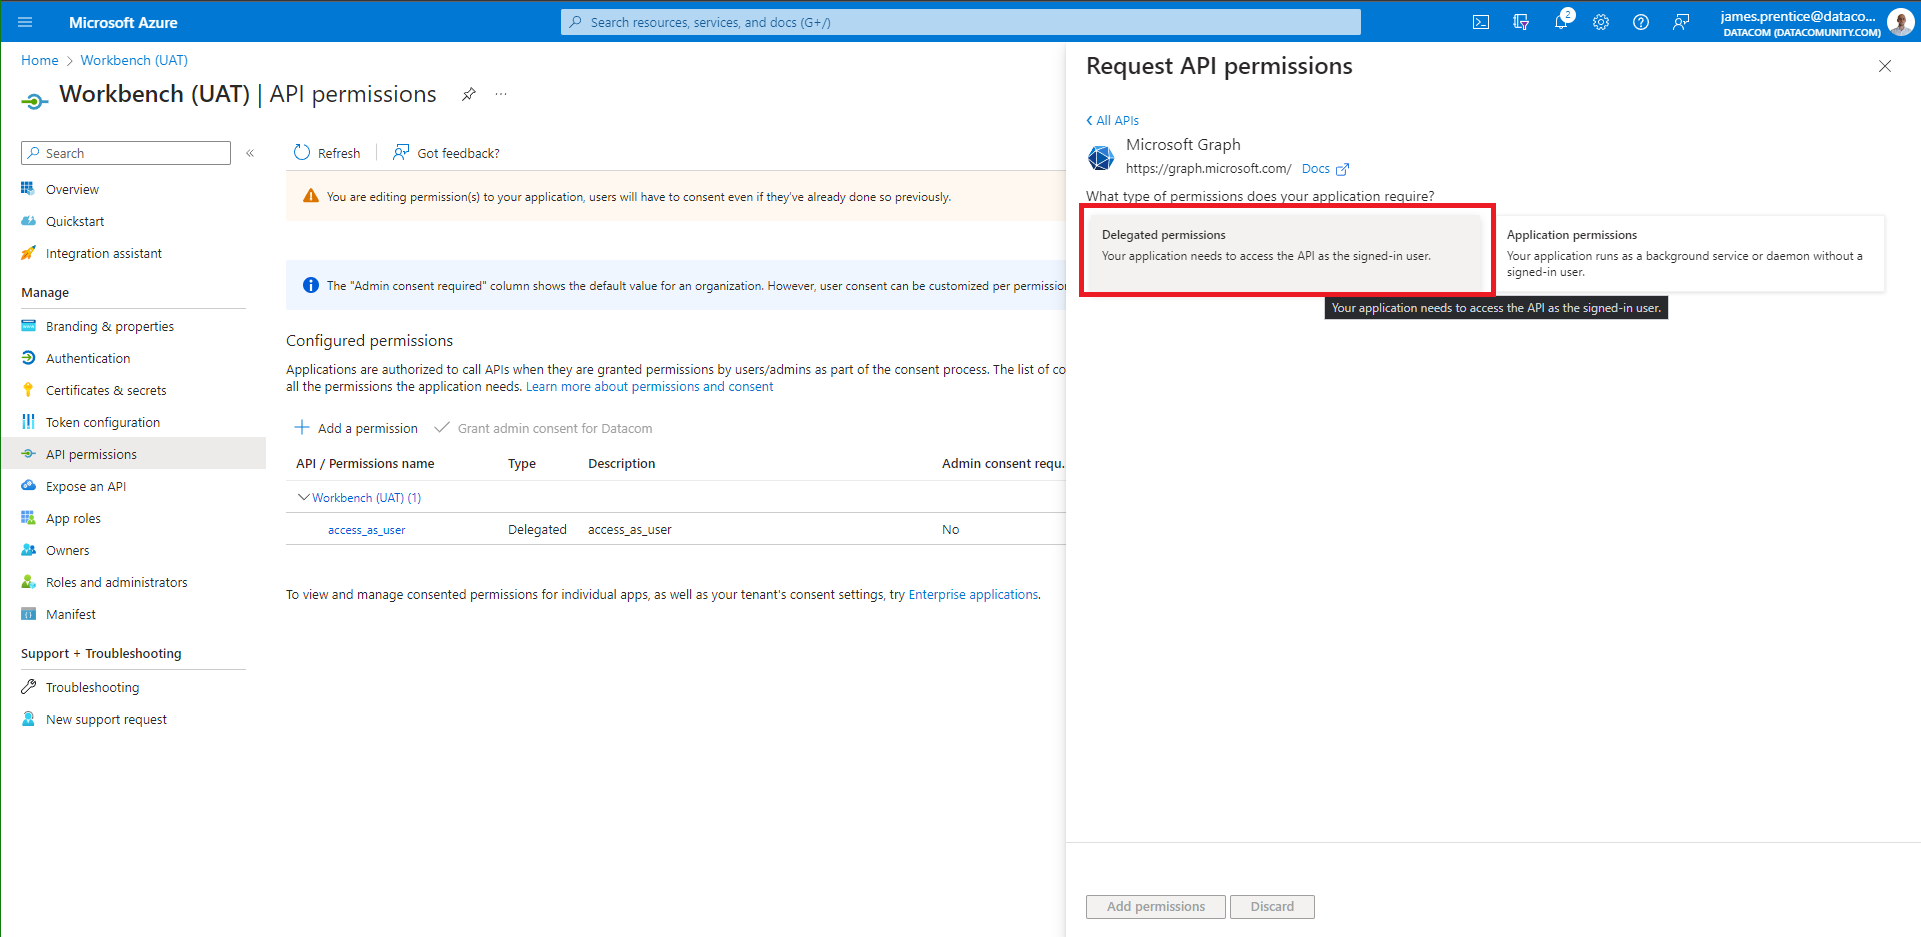 Microsoft Azure
Search resources, services, and docs (G+/)
2
james.prentice@dataco...
DATACOM (DATACOMUNITY.COM)
Home > Workbench (UAT)
Workbench (UAT) | API permissions
...
Search
«
Overview
Quickstart
Integration assistant
Manage
Branding & properties
Authentication
Certificates & secrets
Token configuration
API permissions
Expose an API
App roles
Owners
Roles and administrators
Manifest
Support + Troubleshooting
Troubleshooting
New support request
Refresh
Got feedback?
You are editing permission(s) to your application, users will have to consent even if they've already done so previously.
The "Admin consent required" column shows the default value for an organization. However, user consent can be customized per permission
Configured permissions
Applications are authorized to call APIs when they are granted permissions by users/admins as part of the consent process. The list of co
all the permissions the application needs. Learn more about permissions and consent
Add a permission
Grant admin consent for Datacom
API / Permissions name Type Description Admin consent requ.
Workbench (UAT) (1)
access_as_user Delegated access_as_user No
To view and manage consented permissions for individual apps, as well as your tenant's consent settings, try Enterprise applications.
Request API permissions
All APIs
Microsoft Graph
https://graph.microsoft.com/ Docs
What type of permissions does your application require?
Delegated permissions
Your application needs to access the API as the signed-in user.
Application permissions
Your application runs as a background service or daemon without a
signed-in user.
Your application needs to access the API as the signed-in user.
Add permissions
Discard